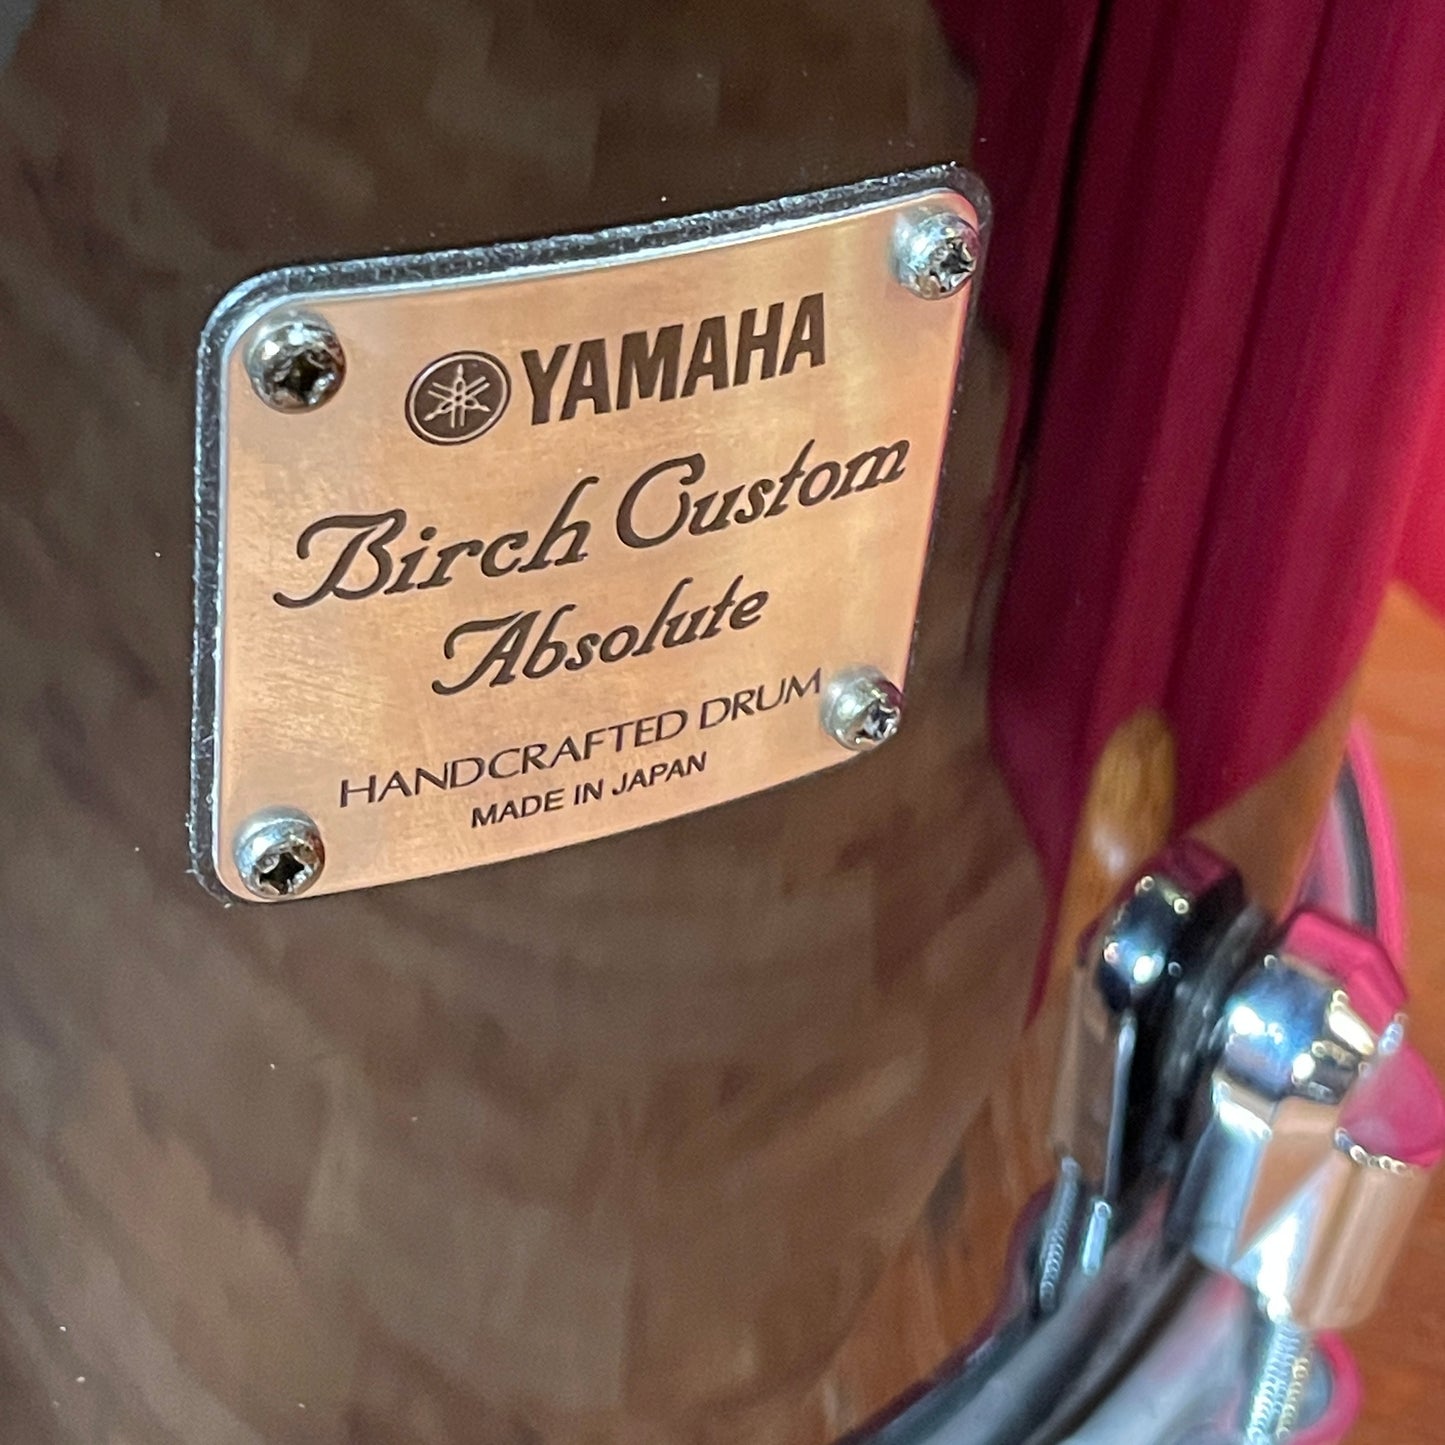 YAMAHA
Birch Custom
Absolute
HANDCRAFTED DRUM
MADE IN JAPAN